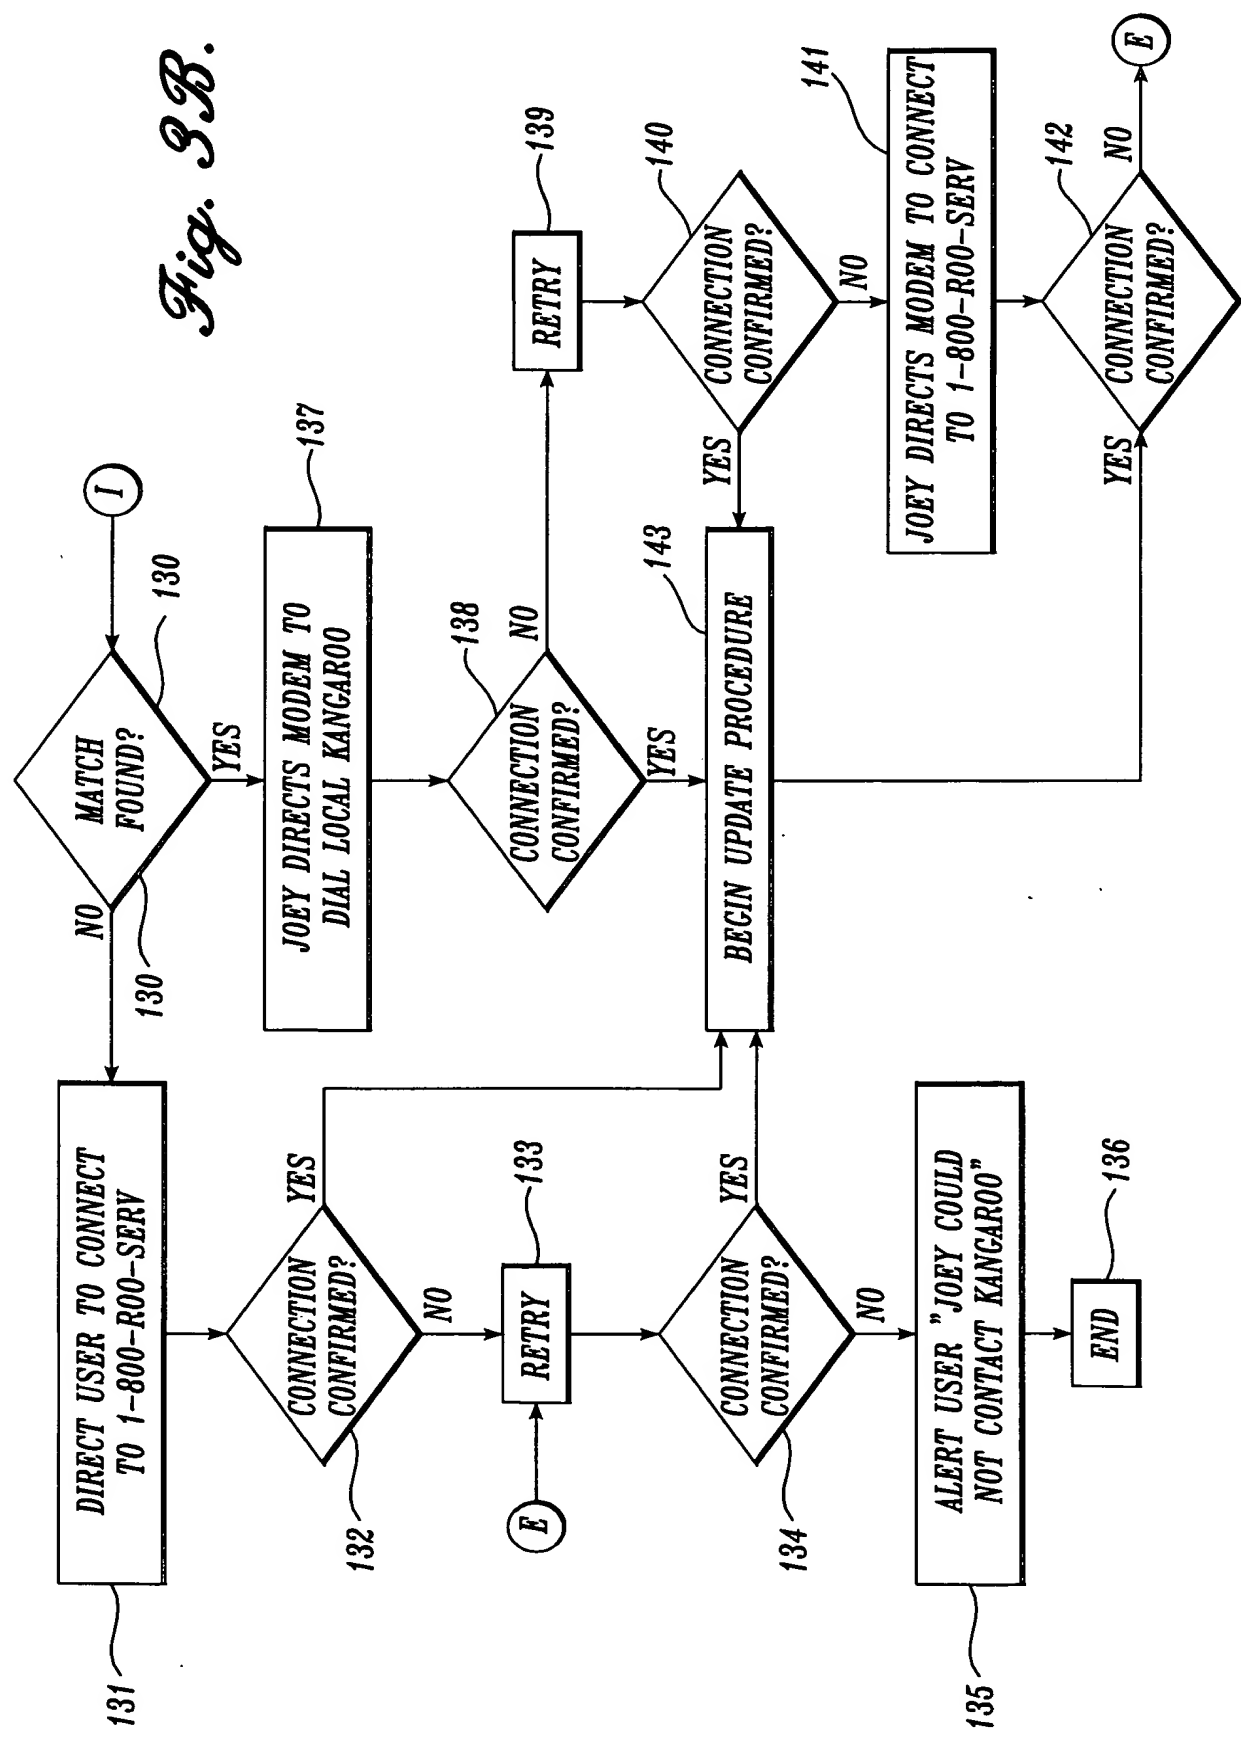 Fig. 3B.
I
130
MATCH
FOUND?
NO
YES
130
131
DIRECT USER TO CONNECT
TO 1-800-ROO-SERV
JOEY DIRECTS MODEM TO
DIAL LOCAL KANGAROO
137
132
CONNECTION
CONFIRMED?
YES
NO
138
CONNECTION
CONFIRMED?
NO
YES
139
RETRY
E
RETRY
133
140
CONNECTION
CONFIRMED?
YES
NO
134
CONNECTION
CONFIRMED?
YES
NO
143
BEGIN UPDATE PROCEDURE
141
JOEY DIRECTS MODEM TO CONNECT
TO 1-800-ROO-SERV
135
ALERT USER "JOEY COULD
NOT CONTACT KANGAROO"
END
136
142
CONNECTION
CONFIRMED?
YES
NO
E